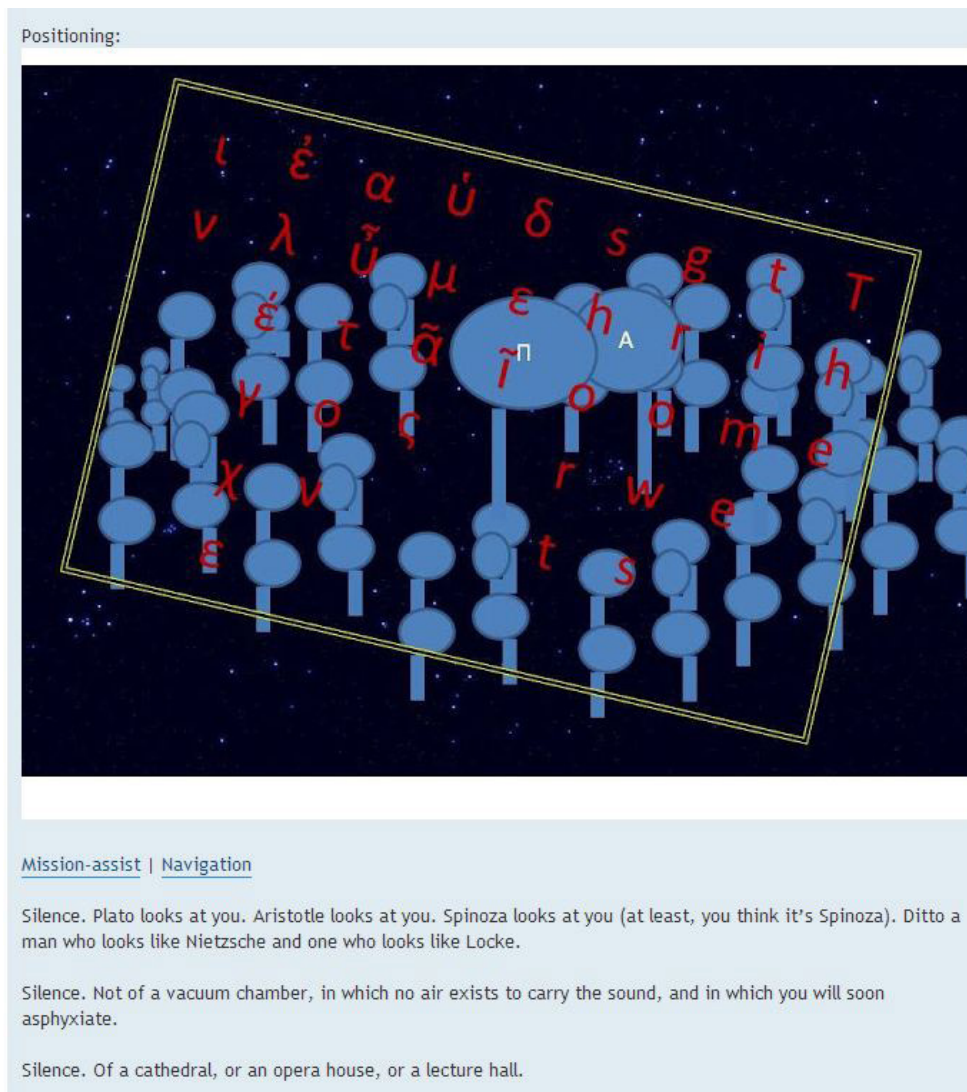 Positioning:
ι ἐ α ὑ δ s g t T
ν λ ὖ μ ε h r i h
έ τ ᾶ ῖ ο o m e
γ ο ς r w e
χ ν t s
ε
Π Α
Mission-assist | Navigation
Silence. Plato looks at you. Aristotle looks at you. Spinoza looks at you (at least, you think it's Spinoza). Ditto a
man who looks like Nietzsche and one who looks like Locke.
Silence. Not of a vacuum chamber, in which no air exists to carry the sound, and in which you will soon
asphyxiate.
Silence. Of a cathedral, or an opera house, or a lecture hall.